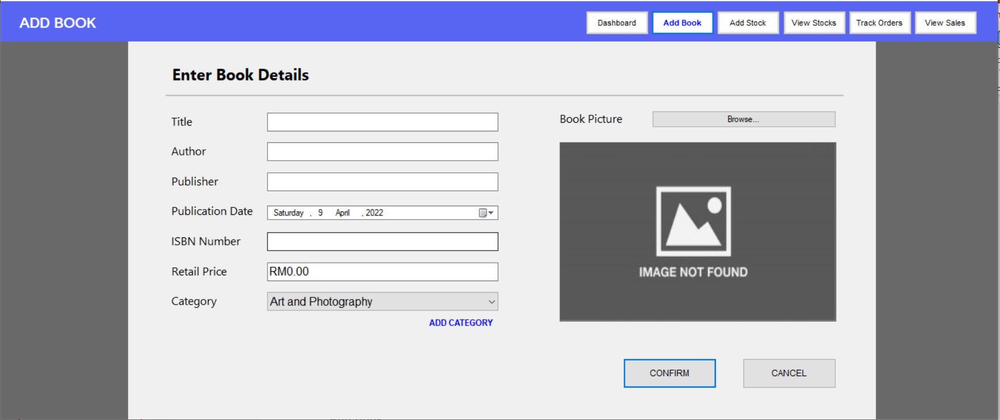 ADD BOOK
Dashboard
Add Book
Add Stock
View Stocks
Track Orders
View Sales
Enter Book Details
Title
Author
Publisher
Publication Date
Saturday , 9 April , 2022
ISBN Number
Retail Price
RM0.00
Category
Art and Photography
ADD CATEGORY
Book Picture
Browse...
IMAGE NOT FOUND
CONFIRM
CANCEL